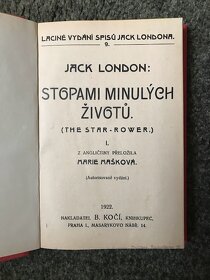 LACINÉ VYDÁNÍ SPISŮ JACK LONDONA.
9.
JACK LONDON:
STOPAMI MINULÝCH
ŽIVOTŮ.
(THE STAR-ROWER.)
I.
Z ANGLIČTINY PŘELOŽILA
MARIE MAŠKOVÁ.
(Autorisované vydání.)
1922.
NAKLADATEL B. KOČÍ, KNIHKUPEC,
PRAHA I., MASARYKOVO NÁBŘ. 14.